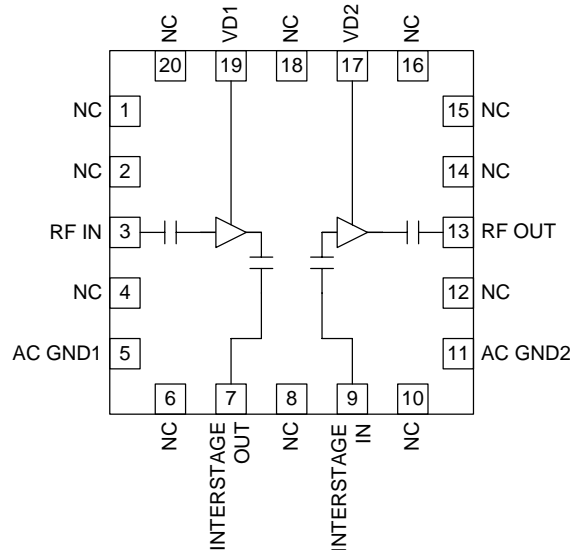 NC
VD1
NC
VD2
NC
20
19
18
17
16
NC 1
15 NC
NC 2
14 NC
RF IN 3
13 RF OUT
NC 4
12 NC
AC GND1 5
11 AC GND2
6
7
8
9
10
NC
INTERSTAGE
OUT
NC
INTERSTAGE
IN
NC